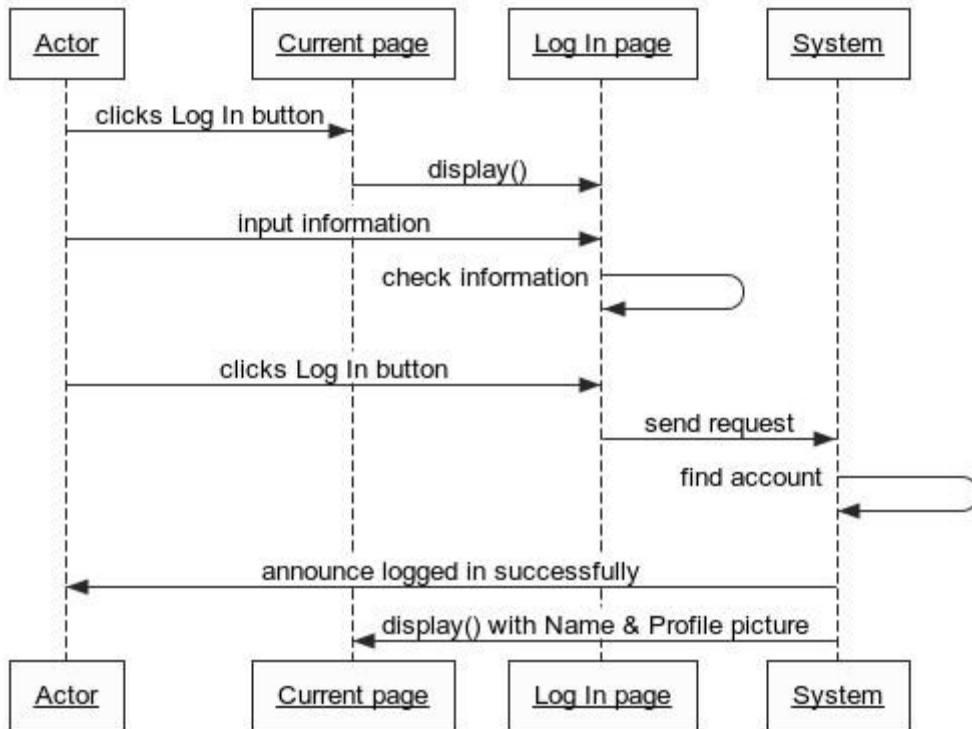 Actor
Current page
Log In page
System
clicks Log In button
display()
input information
check information
clicks Log In button
send request
find account
announce logged in successfully
display() with Name & Profile picture
Actor
Current page
Log In page
System